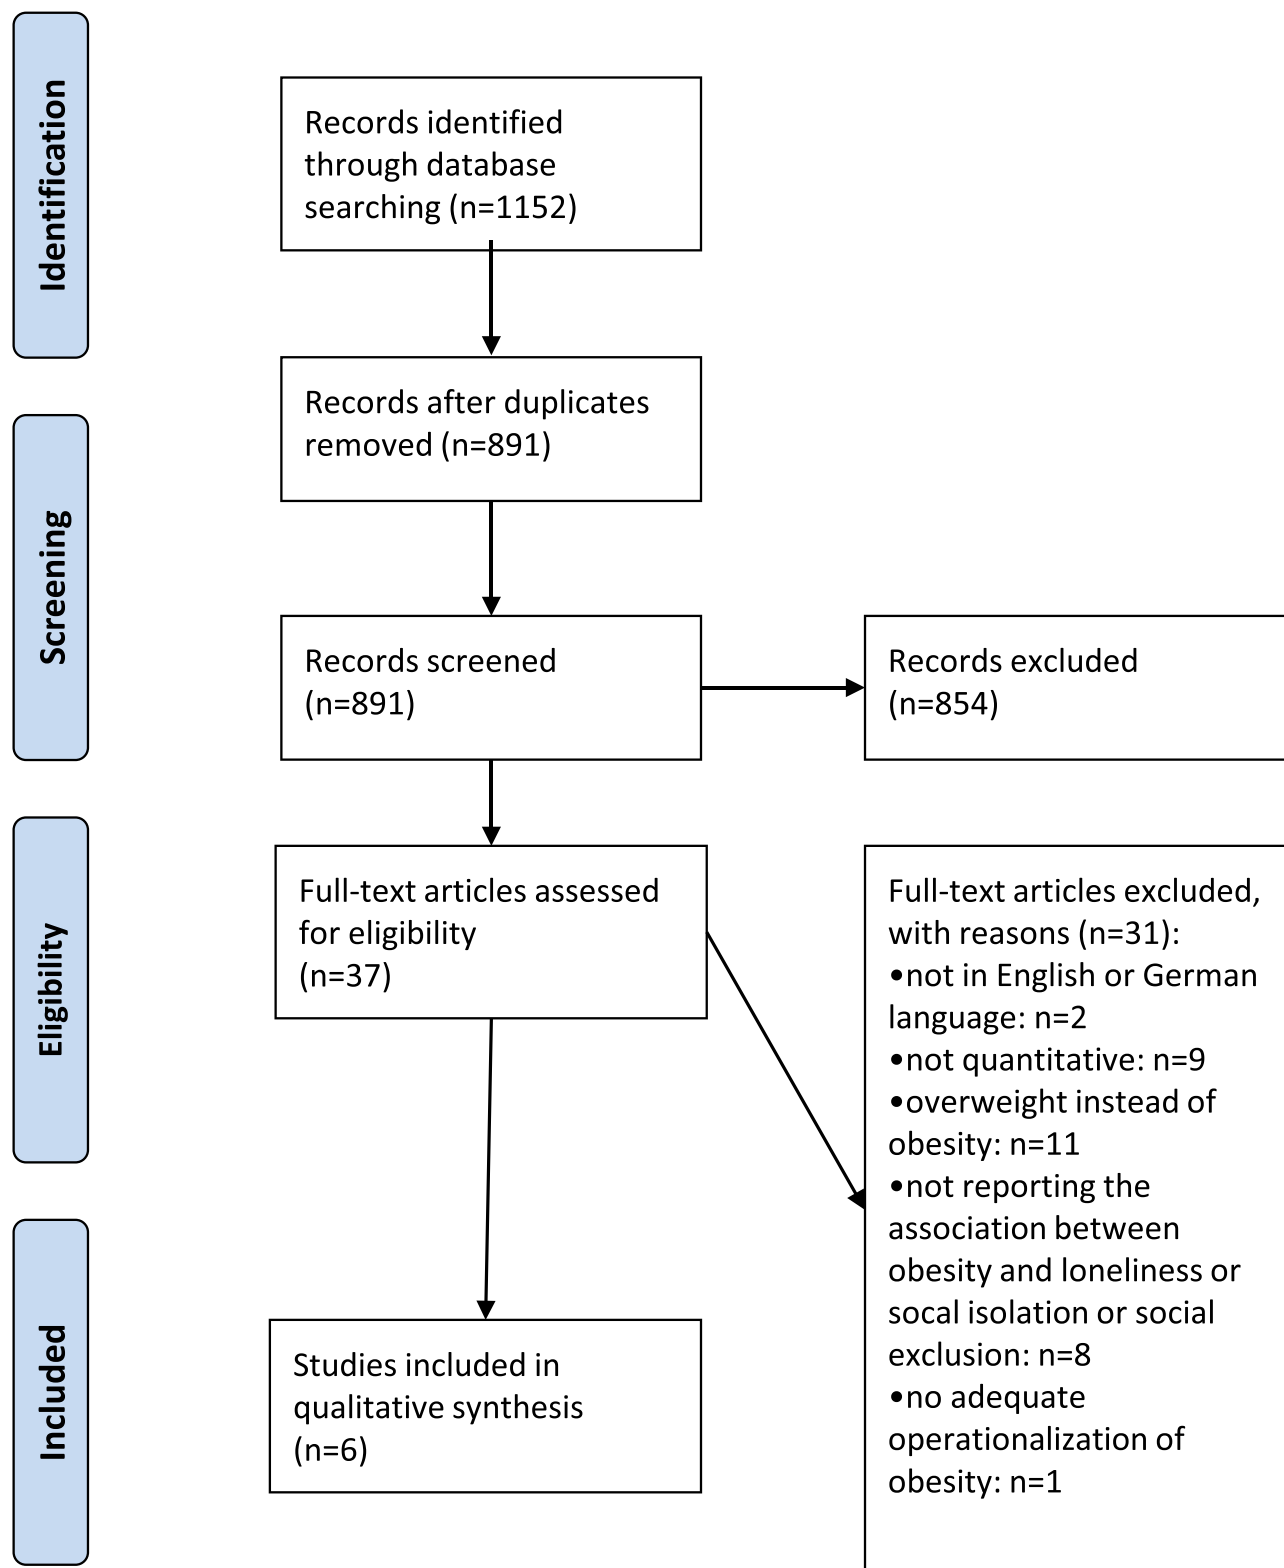 Identification
Records identified
through database
searching (n=1152)
Records after duplicates
removed (n=891)
Screening
Records screened
(n=891)
Records excluded
(n=854)
Eligibility
Full-text articles assessed
for eligibility
(n=37)
Full-text articles excluded,
with reasons (n=31):
•not in English or German
language: n=2
•not quantitative: n=9
•overweight instead of
obesity: n=11
•not reporting the
association between
obesity and loneliness or
socal isolation or social
exclusion: n=8
•no adequate
operationalization of
obesity: n=1
Included
Studies included in
qualitative synthesis
(n=6)